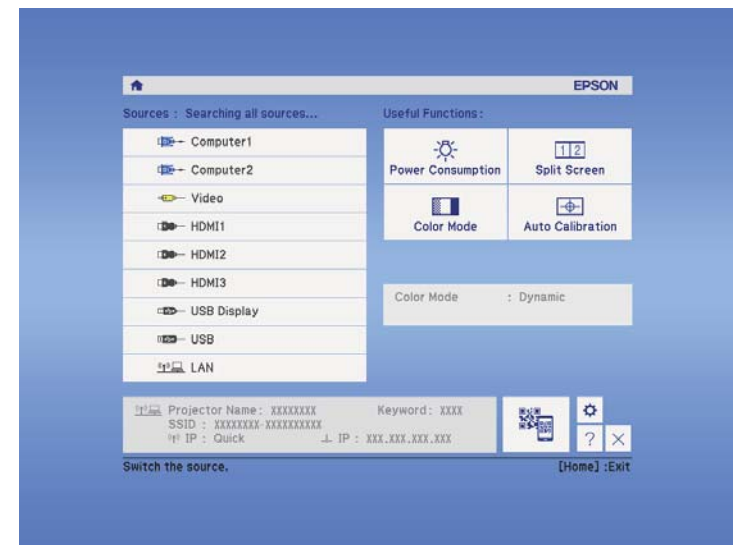 EPSON
Sources : Searching all sources...
Computer1
Computer2
Video
HDMI1
HDMI2
HDMI3
USB Display
USB
LAN
Useful Functions :
Power Consumption
1 2
Split Screen
Color Mode
Auto Calibration
Color Mode : Dynamic
Projector Name : XXXXXXXX Keyword : XXXX
SSID : XXXXXXXX-XXXXXXXXXX
IP : Quick IP : XXX.XXX.XXX.XXX
?
Switch the source. [Home] :Exit